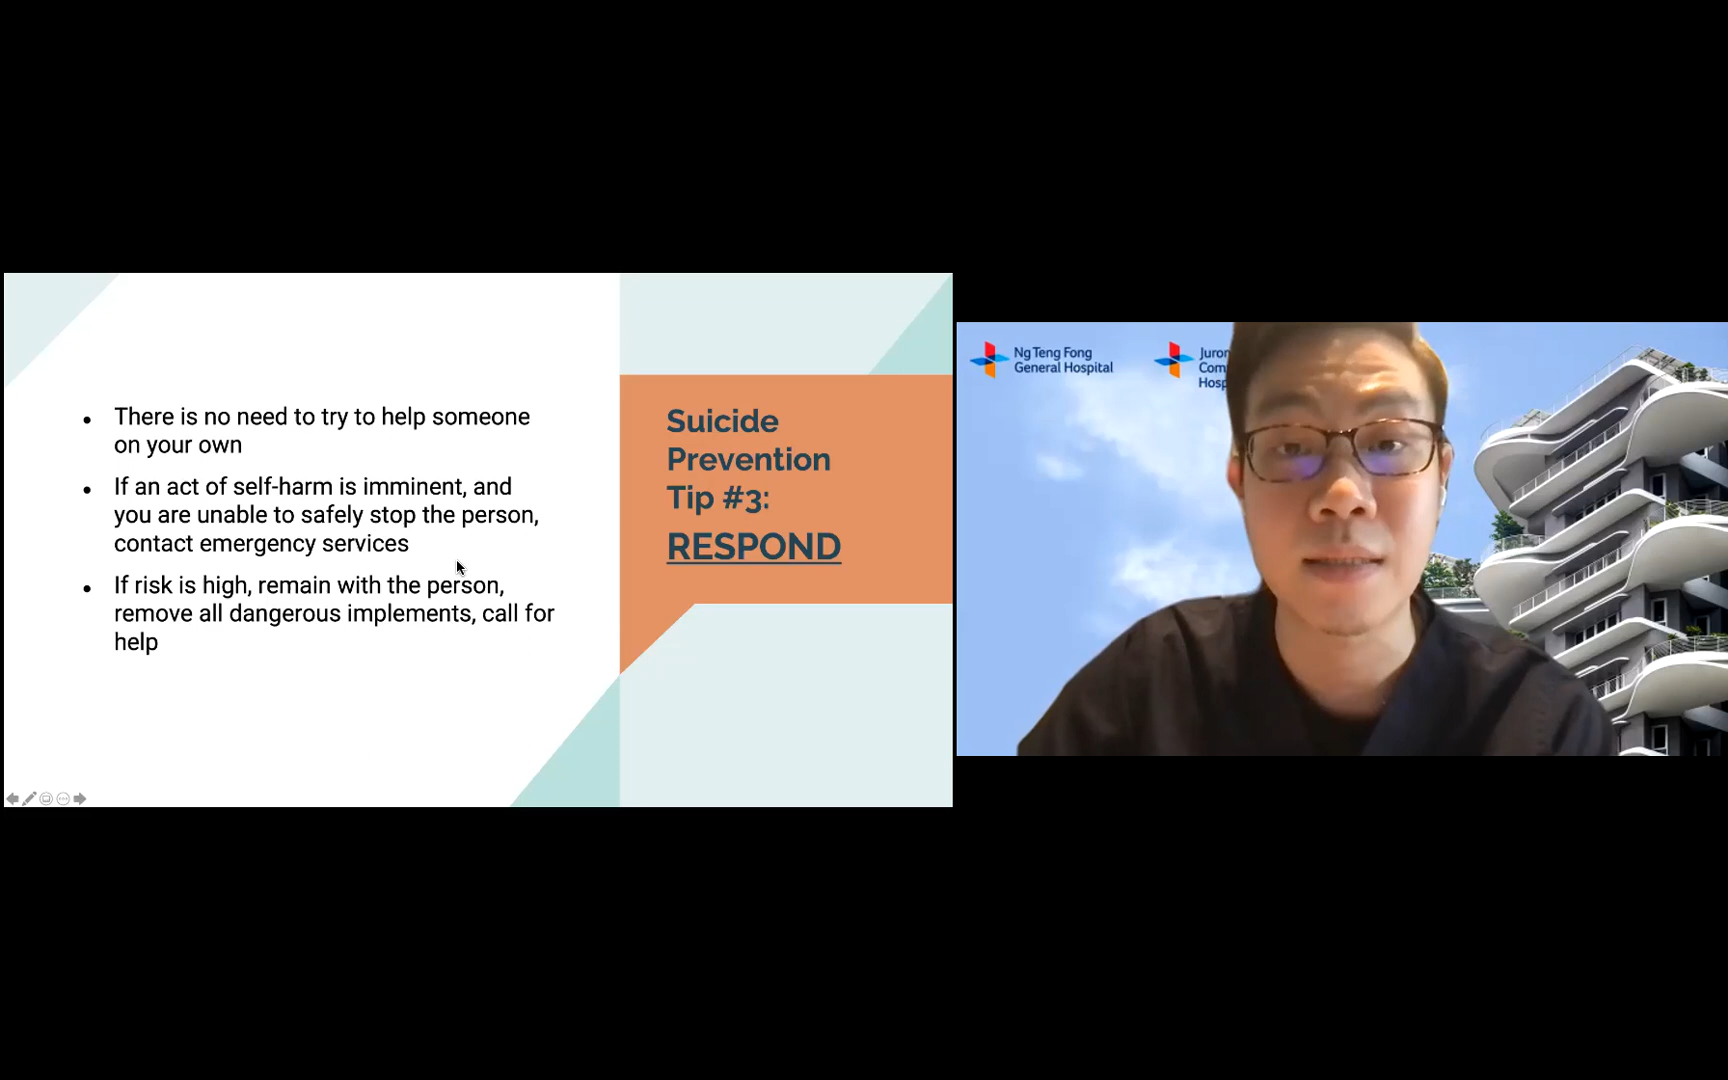 There is no need to try to help someone
on your own
If an act of self-harm is imminent, and
you are unable to safely stop the person,
contact emergency services
If risk is high, remain with the person,
remove all dangerous implements, call for
help
Suicide
Prevention
Tip #3:
RESPOND
Ng Teng Fong
General Hospital